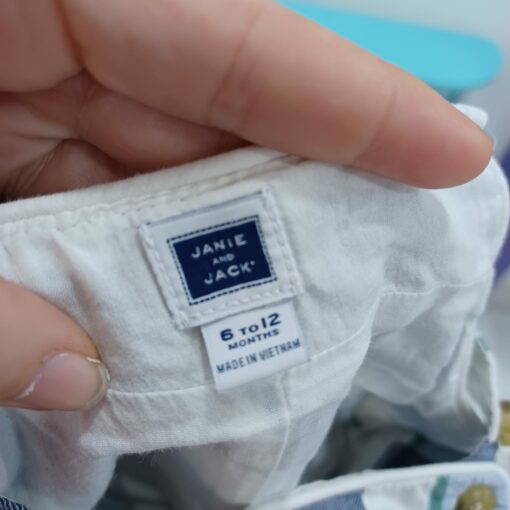 JANIE
AND
JACK®
6 TO 12
MONTHS
MADE IN VIETNAM